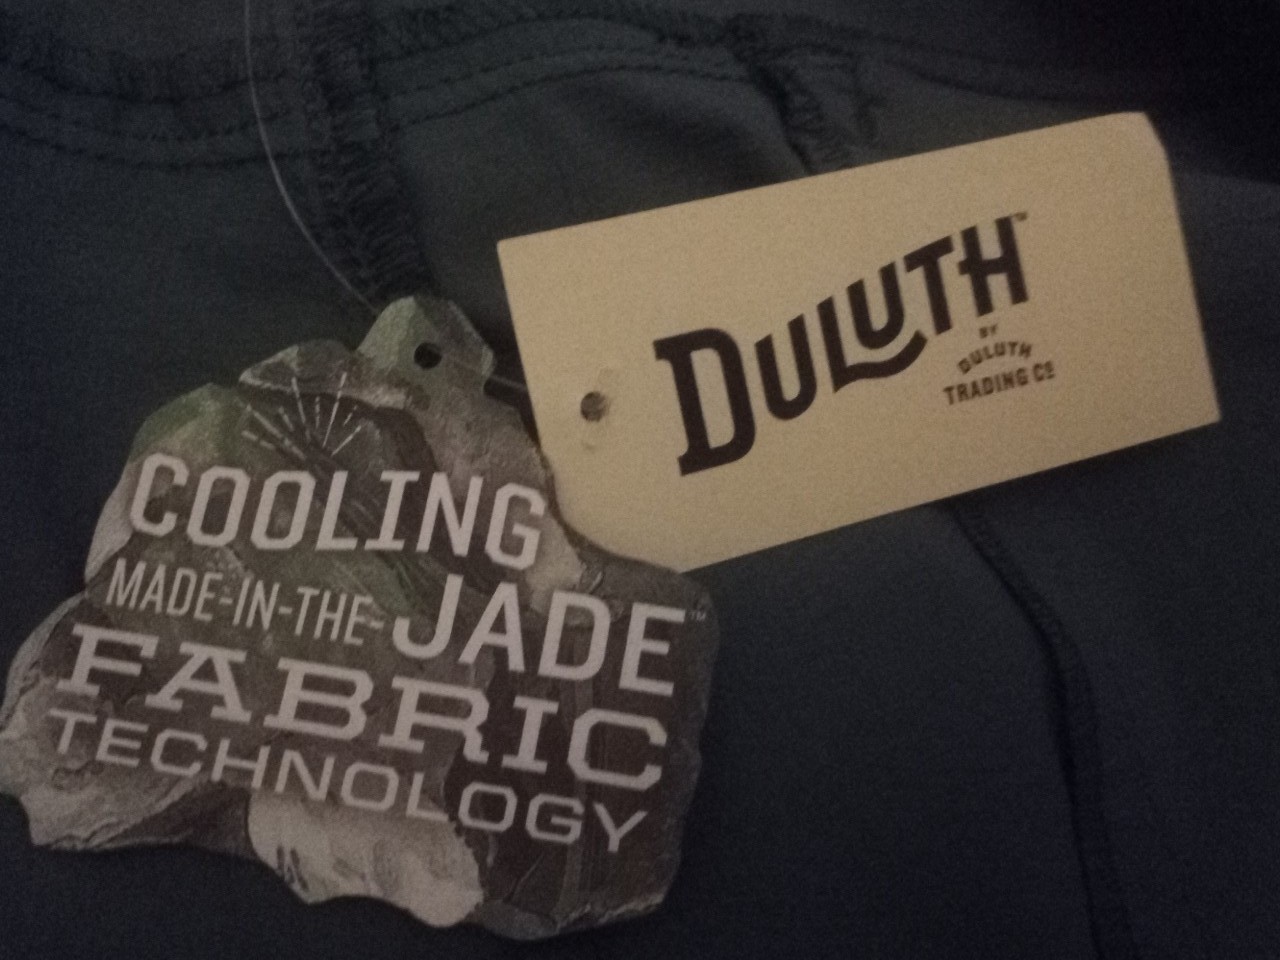 COOLING
MADE-IN-THE-JADE™
FABRIC
TECHNOLOGY
DULUTH™
BY
DULUTH
TRADING Cº